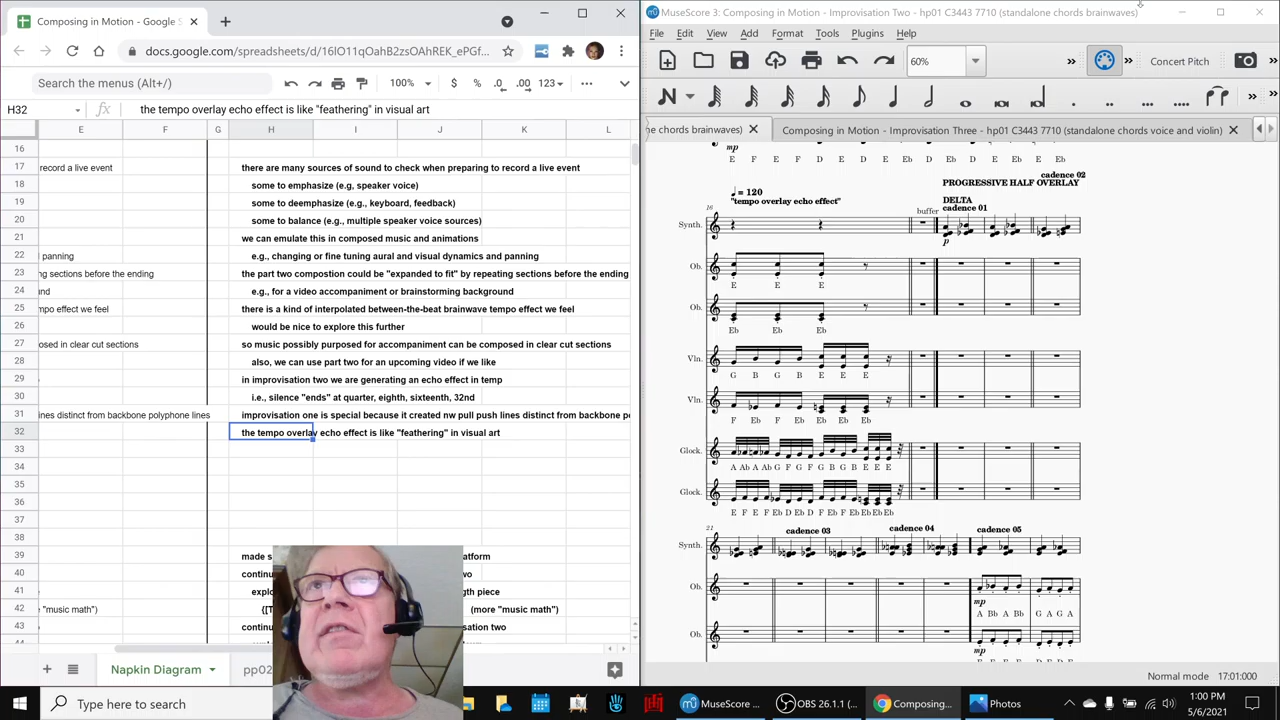 Composing in Motion - Google S
docs.google.com/spreadsheets/d/16IO11qOahB2zsOAhREK_ePGf...
Search the menus (Alt+/)
100%
$ % .0 .00 123
H32
fx
the tempo overlay echo effect is like "feathering" in visual art
E F G H I J K L
16
17 record a live event there are many sources of sound to check when preparing to record a live event
18 some to emphasize (e.g, speaker voice)
19 some to deemphasize (e.g., keyboard, feedback)
20 some to balance (e.g., multiple speaker voice sources)
21 we can emulate this in composed music and animations
22 panning e.g., changing or fine tuning aural and visual dynamics and panning
23 ng sections before the ending the part two compostion could be "expanded to fit" by repeating sections before the ending
24 und e.g., for a video accompaniment or brainstorming background
25 mpo effect we feel there is a kind of interpolated between-the-beat brainwave tempo effect we feel
26 would be nice to explore this further
27 osed in clear cut sections so music possibly purposed for accompaniment can be composed in clear cut sections
28 also, we can use part two for an upcoming video if we like
29 in improvisation two we are generating an echo effect in temp
30 i.e., silence "ends" at quarter, eighth, sixteenth, 32nd
31 ines distinct from backbone polyphone lines improvisation one is special because it created nw pull push lines distinct from backbone po
32 the tempo overlay echo effect is like "feathering" in visual art
33
34
35
36
37
38
39 made s atform
40 continu wo
41 explo gth piece
42 e "music math") {{T (more "music math")
43 continu sation two
Napkin Diagram
pp02
MuseScore 3: Composing in Motion - Improvisation Two - hp01 C3443 7710 (standalone chords brainwaves)
File Edit View Add Format Tools Plugins Help
60%
Concert Pitch
ne chords brainwaves)
Composing in Motion - Improvisation Three - hp01 C3443 7710 (standalone chords voice and violin)
mp
E F E F D E D E Eb D Eb D E Eb E Eb
cadence 02
PROGRESSIVE HALF OVERLAY
= 120
"tempo overlay echo effect"
DELTA
cadence 01
buffer
16
Synth.
p
Ob.
E E E
Ob.
Eb Eb Eb
Vln.
G B G B E E E
Vln.
F Eb F Eb Eb Eb Eb
Glock.
A Ab A Ab G F G F G B G B E E E
Glock.
E F E F Eb D Eb D F Eb F Eb Eb Eb Eb
21
cadence 03
cadence 04
cadence 05
Synth.
Ob.
mp
A Bb A Bb G A G A
Ob.
mp
Normal mode
17:01:000
Type here to search
MuseScore ...
OBS 26.1.1 (...
Composing...
Photos
1:00 PM
5/6/2021